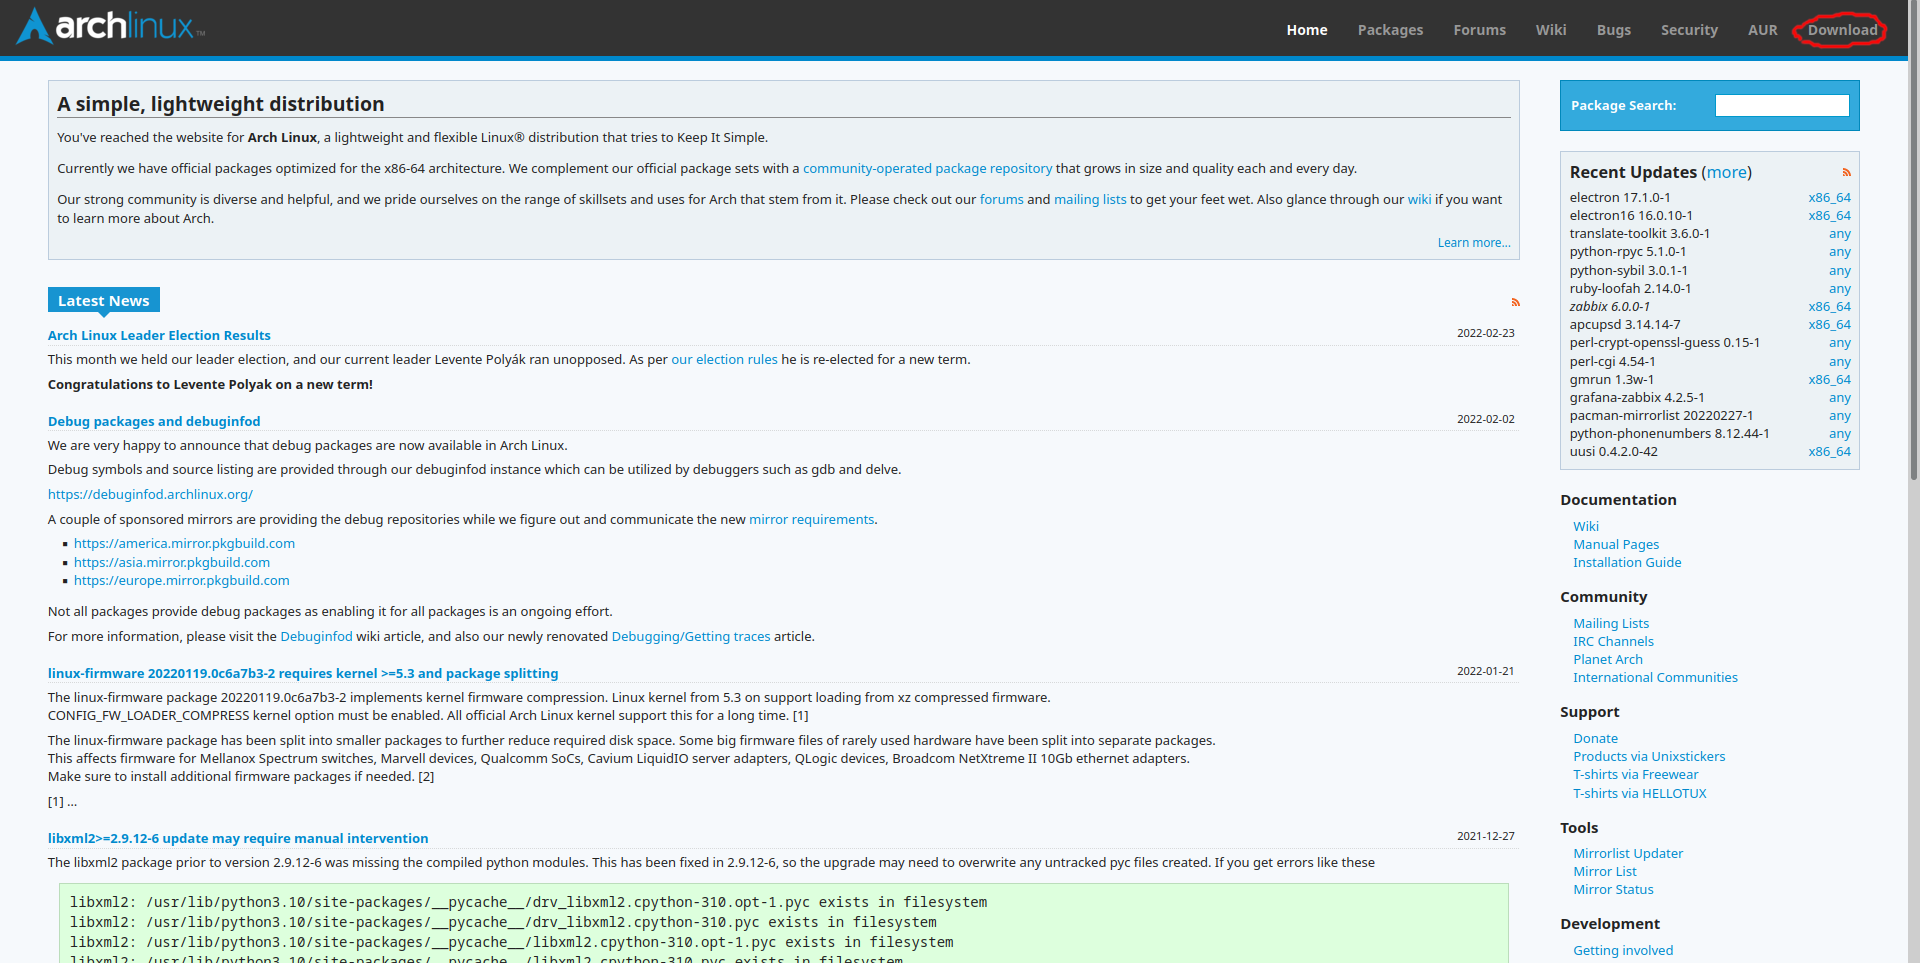 archlinux™
Home Packages Forums Wiki Bugs Security AUR Download
A simple, lightweight distribution
You've reached the website for Arch Linux, a lightweight and flexible Linux® distribution that tries to Keep It Simple.
Currently we have official packages optimized for the x86-64 architecture. We complement our official package sets with a community-operated package repository that grows in size and quality each and every day.
Our strong community is diverse and helpful, and we pride ourselves on the range of skillsets and uses for Arch that stem from it. Please check out our forums and mailing lists to get your feet wet. Also glance through our wiki if you want
to learn more about Arch.
Learn more...
Latest News
Arch Linux Leader Election Results 2022-02-23
This month we held our leader election, and our current leader Levente Polyák ran unopposed. As per our election rules he is re-elected for a new term.
Congratulations to Levente Polyak on a new term!
Debug packages and debuginfod 2022-02-02
We are very happy to announce that debug packages are now available in Arch Linux.
Debug symbols and source listing are provided through our debuginfod instance which can be utilized by debuggers such as gdb and delve.
https://debuginfod.archlinux.org/
A couple of sponsored mirrors are providing the debug repositories while we figure out and communicate the new mirror requirements.
▪ https://america.mirror.pkgbuild.com
▪ https://asia.mirror.pkgbuild.com
▪ https://europe.mirror.pkgbuild.com
Not all packages provide debug packages as enabling it for all packages is an ongoing effort.
For more information, please visit the Debuginfod wiki article, and also our newly renovated Debugging/Getting traces article.
linux-firmware 20220119.0c6a7b3-2 requires kernel >=5.3 and package splitting 2022-01-21
The linux-firmware package 20220119.0c6a7b3-2 implements kernel firmware compression. Linux kernel from 5.3 on support loading from xz compressed firmware.
CONFIG_FW_LOADER_COMPRESS kernel option must be enabled. All official Arch Linux kernel support this for a long time. [1]
The linux-firmware package has been split into smaller packages to further reduce required disk space. Some big firmware files of rarely used hardware have been split into separate packages.
This affects firmware for Mellanox Spectrum switches, Marvell devices, Qualcomm SoCs, Cavium LiquidIO server adapters, QLogic devices, Broadcom NetXtreme II 10Gb ethernet adapters.
Make sure to install additional firmware packages if needed. [2]
[1] ...
libxml2>=2.9.12-6 update may require manual intervention 2021-12-27
The libxml2 package prior to version 2.9.12-6 was missing the compiled python modules. This has been fixed in 2.9.12-6, so the upgrade may need to overwrite any untracked pyc files created. If you get errors like these
libxml2: /usr/lib/python3.10/site-packages/__pycache__/drv_libxml2.cpython-310.opt-1.pyc exists in filesystem
libxml2: /usr/lib/python3.10/site-packages/__pycache__/drv_libxml2.cpython-310.pyc exists in filesystem
libxml2: /usr/lib/python3.10/site-packages/__pycache__/libxml2.cpython-310.opt-1.pyc exists in filesystem
libxml2: /usr/lib/python3.10/site-packages/__pycache__/libxml2.cpython-310.pyc exists in filesystem
Package Search:
Recent Updates (more)
electron 17.1.0-1 x86_64
electron16 16.0.10-1 x86_64
translate-toolkit 3.6.0-1 any
python-rpyc 5.1.0-1 any
python-sybil 3.0.1-1 any
ruby-loofah 2.14.0-1 any
zabbix 6.0.0-1 x86_64
apcupsd 3.14.14-7 x86_64
perl-crypt-openssl-guess 0.15-1 any
perl-cgi 4.54-1 any
gmrun 1.3w-1 x86_64
grafana-zabbix 4.2.5-1 any
pacman-mirrorlist 20220227-1 any
python-phonenumbers 8.12.44-1 any
uusi 0.4.2.0-42 x86_64
Documentation
Wiki
Manual Pages
Installation Guide
Community
Mailing Lists
IRC Channels
Planet Arch
International Communities
Support
Donate
Products via Unixstickers
T-shirts via Freewear
T-shirts via HELLOTUX
Tools
Mirrorlist Updater
Mirror List
Mirror Status
Development
Getting involved